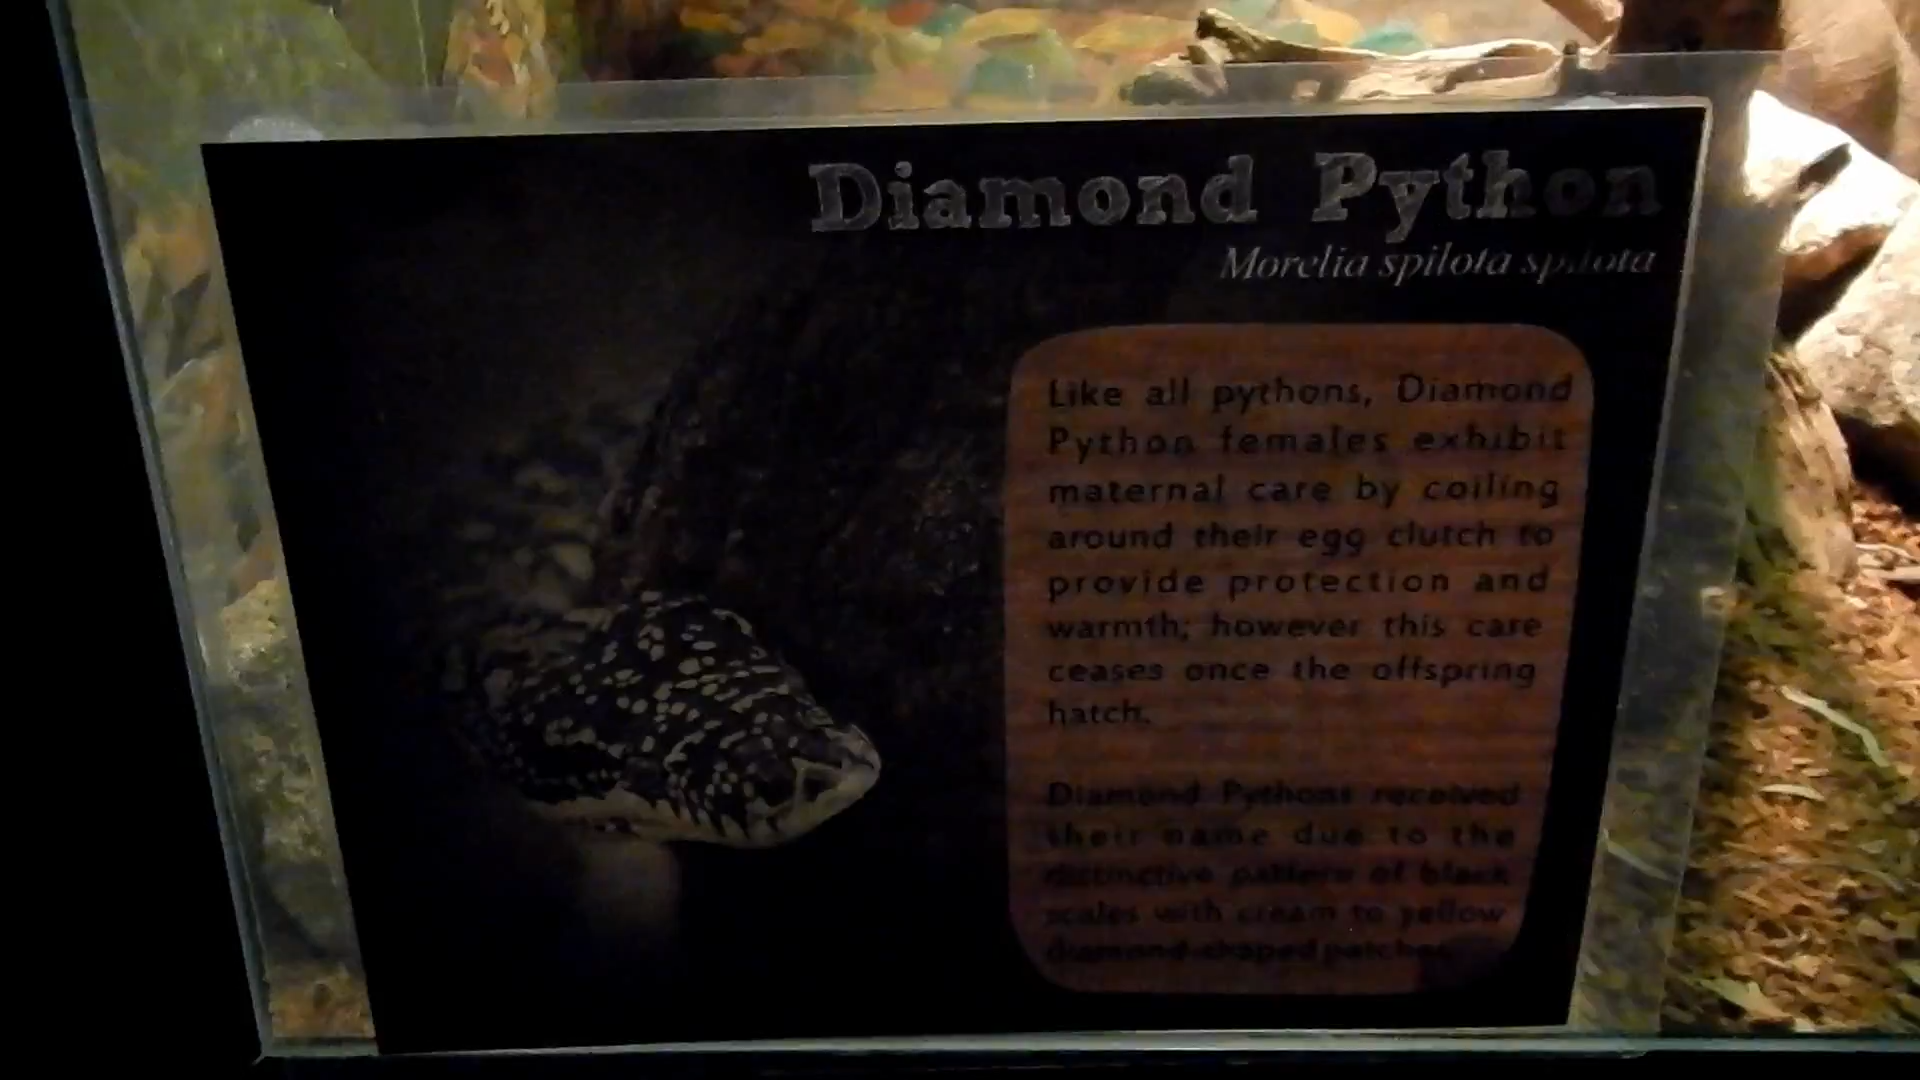 Diamond Python
Morelia spilota spilota
Like all pythons, Diamond
Python females exhibit
maternal care by coiling
around their egg clutch to
provide protection and
warmth; however this care
ceases once the offspring
hatch.
Diamond Pythons received
their name due to the
distinctive pattern of black
scales with cream to yellow
diamond-shaped patches.